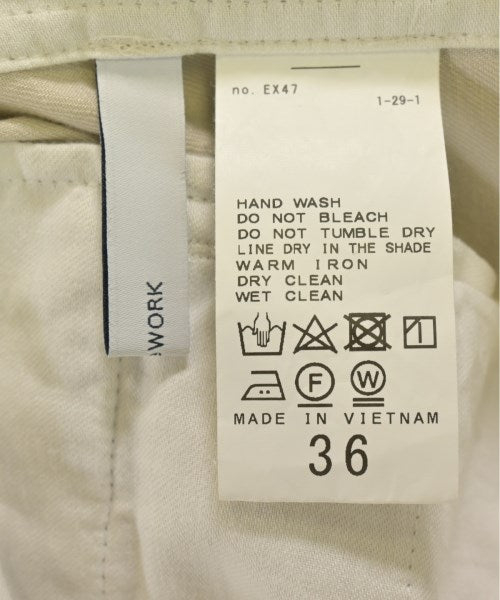 no. EX47
1-29-1
HAND WASH
DO NOT BLEACH
DO NOT TUMBLE DRY
LINE DRY IN THE SHADE
WARM IRON
DRY CLEAN
WET CLEAN
F W
MADE IN VIETNAM
36
WORK